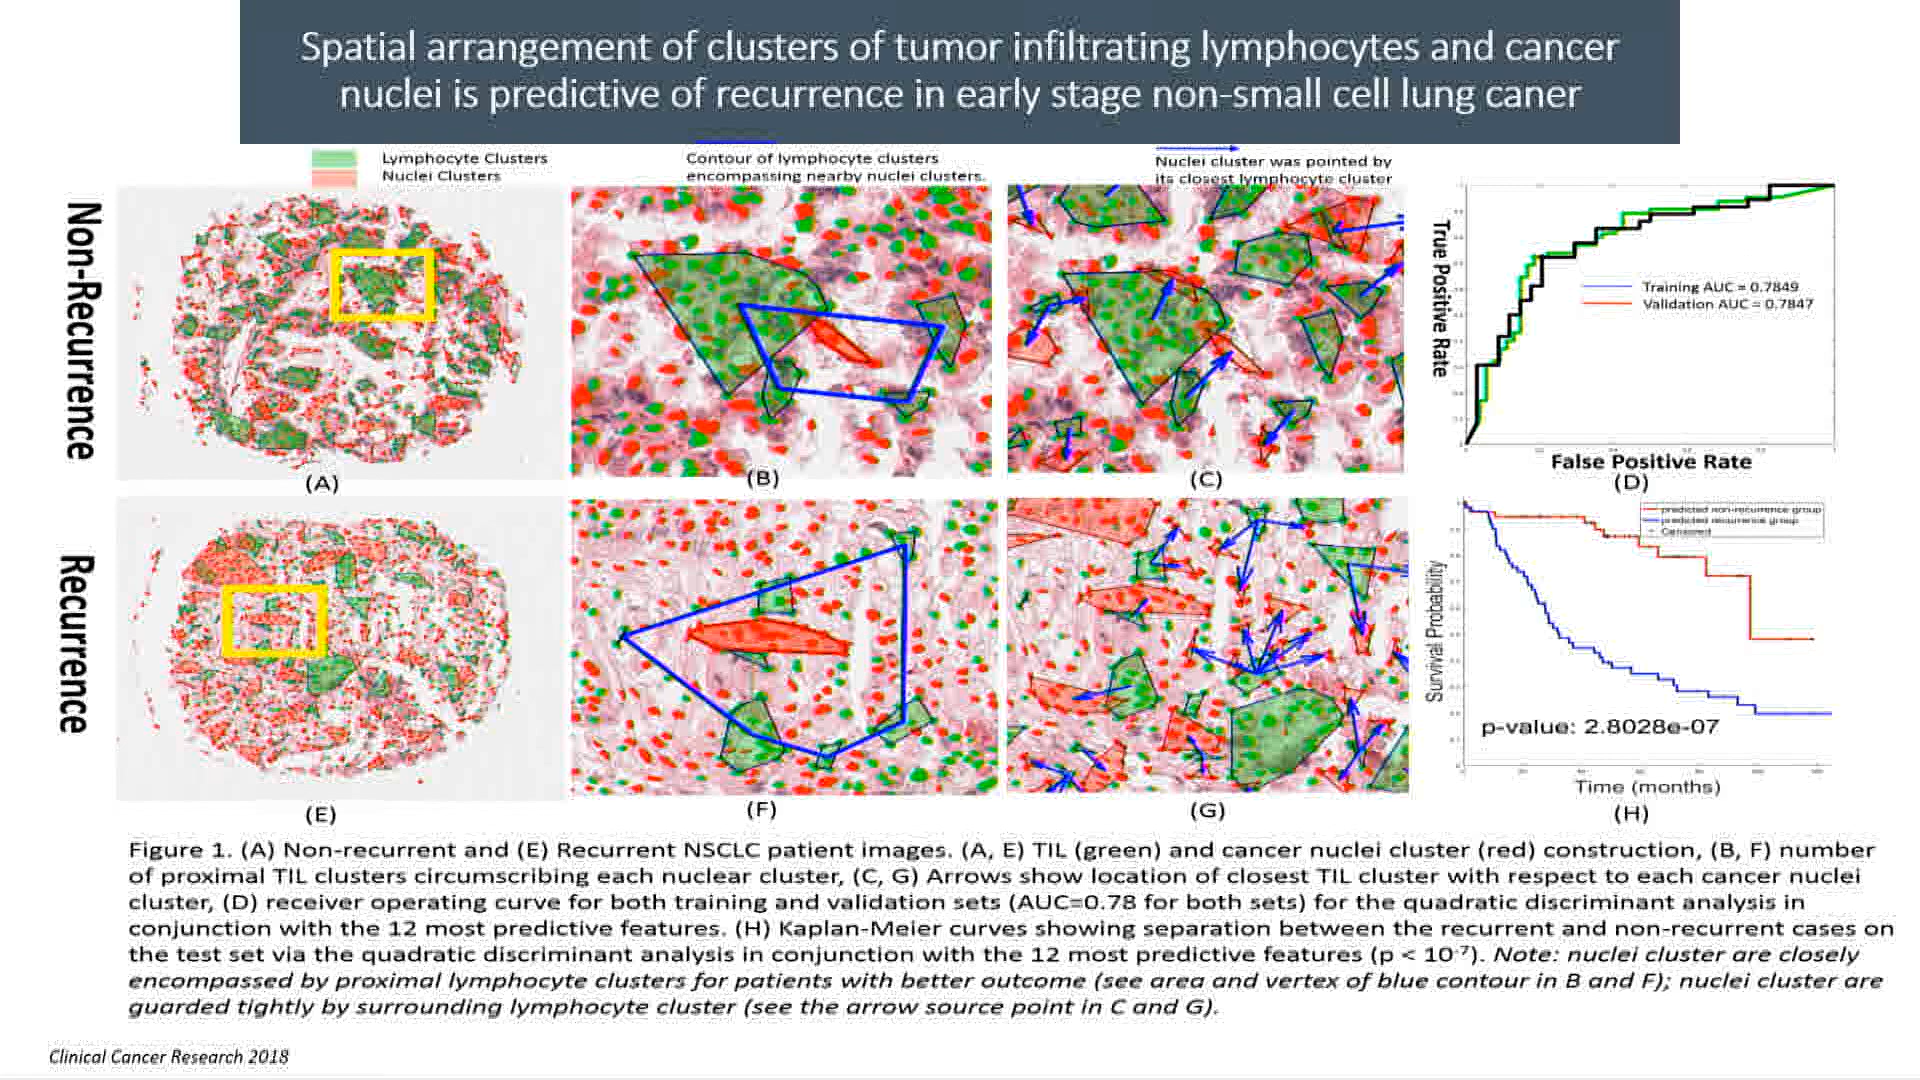 Spatial arrangement of clusters of tumor infiltrating lymphocytes and cancer
nuclei is predictive of recurrence in early stage non-small cell lung caner
Lymphocyte Clusters
Nuclei Clusters
Contour of lymphocyte clusters
encompassing nearby nuclei clusters.
Nuclei cluster was pointed by
its closest lymphocyte cluster
Non-Recurrence
(A)
(B)
(C)
True Positive Rate
Training AUC = 0.7849
Validation AUC = 0.7847
False Positive Rate
(D)
Recurrence
(E)
(F)
(G)
predicted non-recurrence group
predicted recurrence group
Censored
Survival Probability
p-value: 2.8028e-07
Time (months)
(H)
Figure 1. (A) Non-recurrent and (E) Recurrent NSCLC patient images. (A, E) TIL (green) and cancer nuclei cluster (red) construction, (B, F) number
of proximal TIL clusters circumscribing each nuclear cluster, (C, G) Arrows show location of closest TIL cluster with respect to each cancer nuclei
cluster, (D) receiver operating curve for both training and validation sets (AUC=0.78 for both sets) for the quadratic discriminant analysis in
conjunction with the 12 most predictive features. (H) Kaplan-Meier curves showing separation between the recurrent and non-recurrent cases on
the test set via the quadratic discriminant analysis in conjunction with the 12 most predictive features (p < 10⁻⁷). Note: nuclei cluster are closely
encompassed by proximal lymphocyte clusters for patients with better outcome (see area and vertex of blue contour in B and F); nuclei cluster are
guarded tightly by surrounding lymphocyte cluster (see the arrow source point in C and G).
Clinical Cancer Research 2018